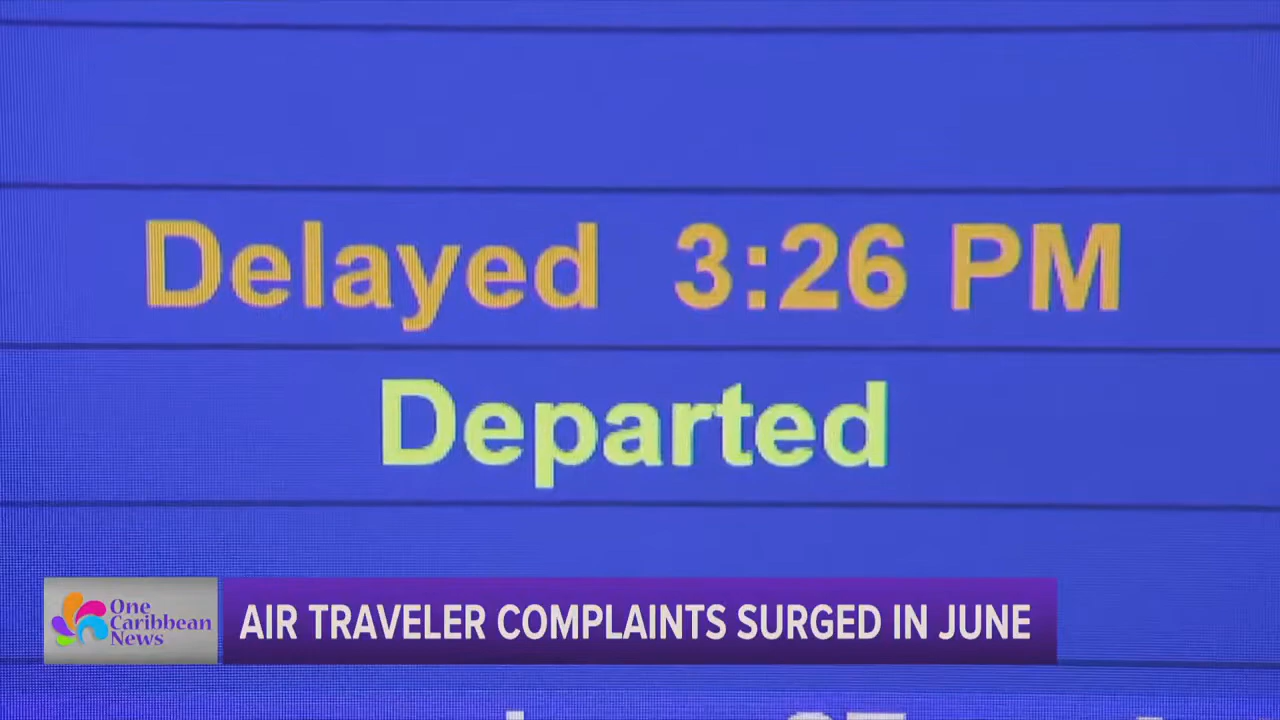 Delayed 3:26 PM
Departed
One
Caribbean
News
AIR TRAVELER COMPLAINTS SURGED IN JUNE